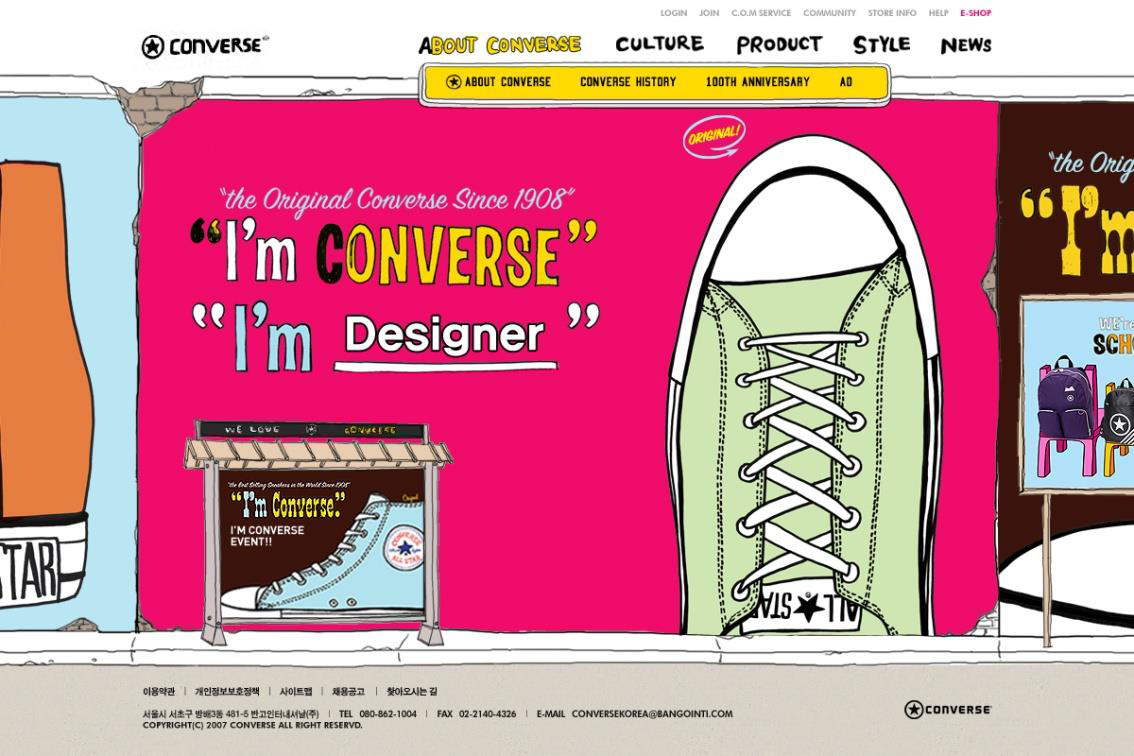 LOGIN JOIN C.O.M SERVICE COMMUNITY STORE INFO HELP E-SHOP
CONVERSE
ABOUT CONVERSE CULTURE PRODUCT STYLE NEWS
ABOUT CONVERSE CONVERSE HISTORY 100TH ANNIVERSARY AD
ORIGINAL!
"the Original Converse Since 1908"
"I'm CONVERSE"
"I'm Designer"
"the Orig
"I'm
WE're
SCH
WE LOVE CONVERSE
"the Best Selling Sneakers in the World Since 1908"
"I'm Converse."
I'M CONVERSE
EVENT!!
CONVERSE
ALL STAR
STAR
ALL STAR
이용약관 | 개인정보보호정책 | 사이트맵 | 채용공고 | 찾아오시는 길
서울시 서초구 방배3동 481-5 반고인터내셔날(주) | TEL 080-862-1004 | FAX 02-2140-4326 | E-MAIL CONVERSEKOREA@BANGOINTI.COM
COPYRIGHT(C) 2007 CONVERSE ALL RIGHT RESERVD.
CONVERSE